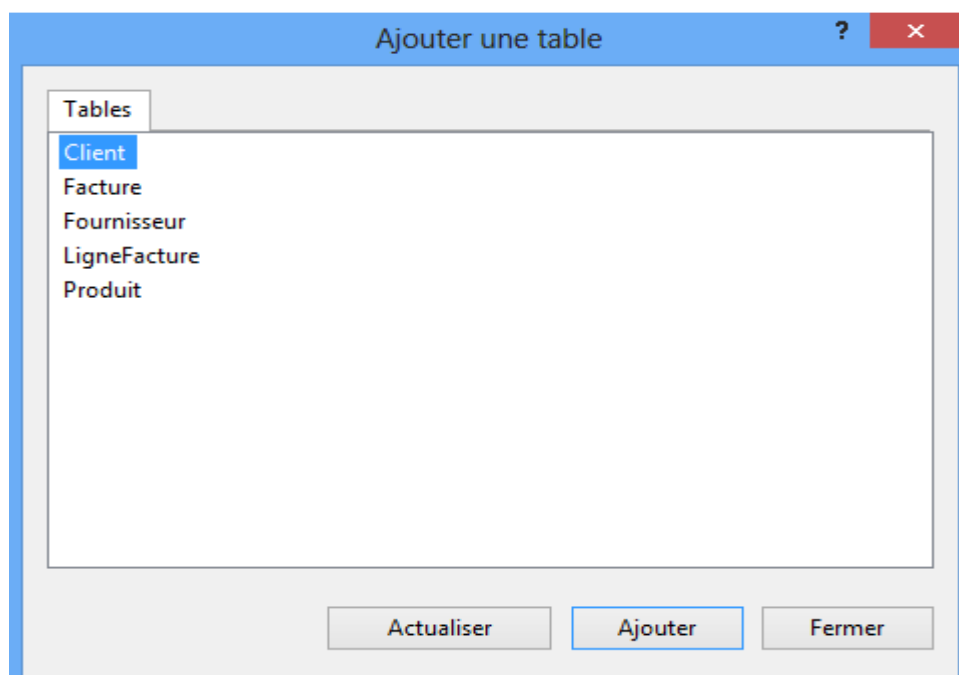 Ajouter une table ?
Tables
Client
Facture
Fournisseur
LigneFacture
Produit
Actualiser Ajouter Fermer